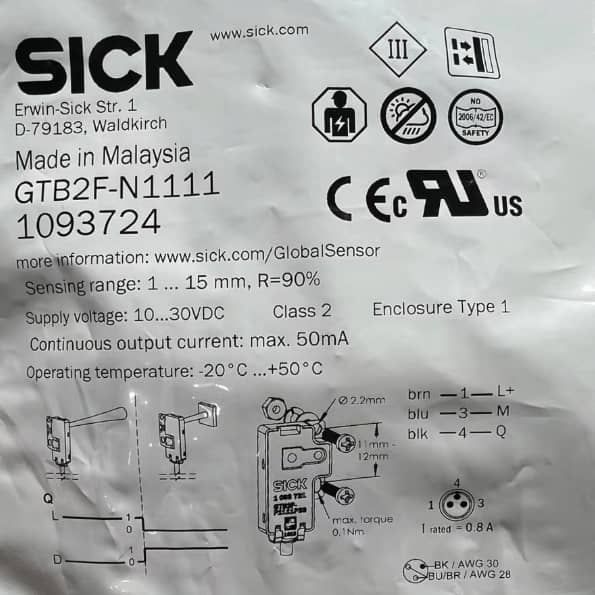 SICK
www.sick.com
III
Erwin-Sick Str. 1
D-79183, Waldkirch
NO
2006/42/EC
SAFETY
Made in Malaysia
GTB2F-N1111
1093724
CE c RU ® US
more information: www.sick.com/GlobalSensor
Sensing range: 1 ... 15 mm, R=90%
Supply voltage: 10...30VDC Class 2 Enclosure Type 1
Continuous output current: max. 50mA
Operating temperature: -20°C ...+50°C
brn 1 L+
blu 3 M
blk 4 Q
Ø 2.2mm
11mm -
12mm
SICK
max. torque
0,1Nm
Q
L 1
0
D 1
0
4
1 3
I rated = 0.8 A
BK / AWG 30
BU/BR / AWG 28